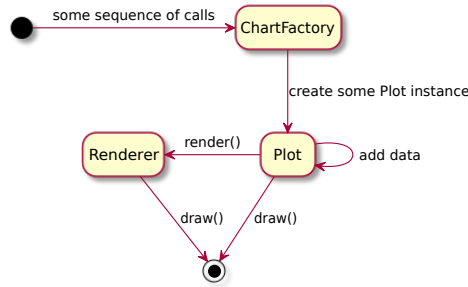 some sequence of calls
ChartFactory
create some Plot instance
render()
Renderer
Plot
add data
draw()
draw()